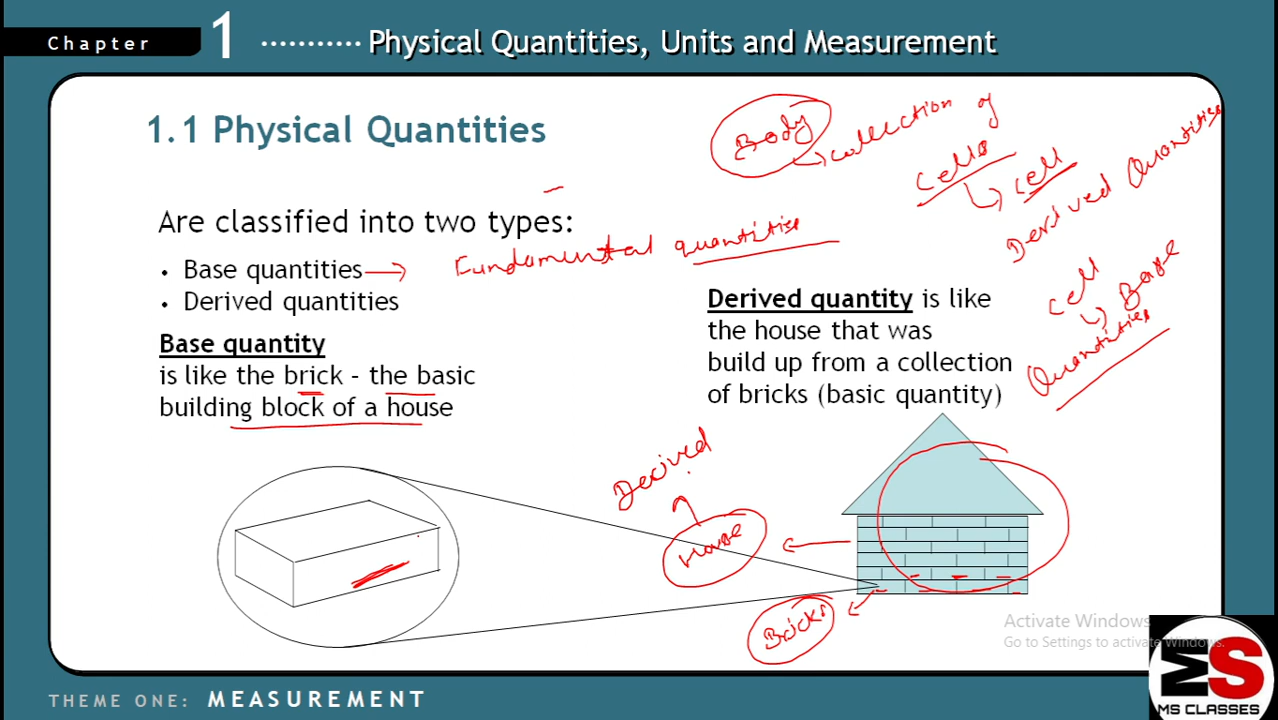 Chapter 1 ........... Physical Quantities, Units and Measurement
1.1 Physical Quantities
Body
collection of
cells
cell
Derived Quantities
Are classified into two types:
• Base quantities
Fundamental quantities
• Derived quantities
cell
Base
Quantities
Base quantity
is like the brick - the basic
building block of a house
Derived quantity is like
the house that was
build up from a collection
of bricks (basic quantity)
Derived
House
Bricks
Activate Windows
Go to Settings to activate Windows.
THEME ONE: MEASUREMENT
MS
MS CLASSES